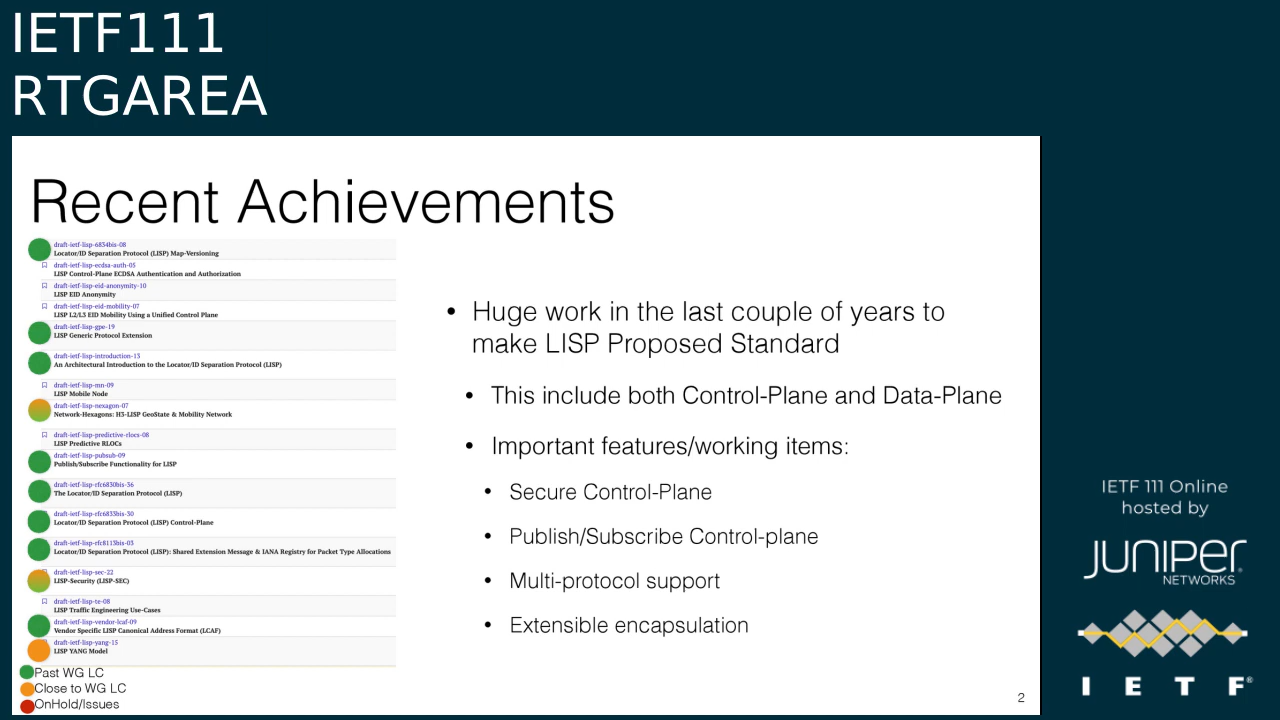 IETF111
RTGAREA
Recent Achievements
draft-ietf-lisp-6834bis-08
Locator/ID Separation Protocol (LISP) Map-Versioning
draft-ietf-lisp-ecdsa-auth-05
LISP Control-Plane ECDSA Authentication and Authorization
draft-ietf-lisp-eid-anonymity-10
LISP EID Anonymity
draft-ietf-lisp-eid-mobility-07
LISP L2/L3 EID Mobility Using a Unified Control Plane
draft-ietf-lisp-gpe-19
LISP Generic Protocol Extension
draft-ietf-lisp-introduction-13
An Architectural Introduction to the Locator/ID Separation Protocol (LISP)
draft-ietf-lisp-mn-09
LISP Mobile Node
draft-ietf-lisp-nexagon-07
Network-Hexagons: H3-LISP GeoState & Mobility Network
draft-ietf-lisp-predictive-rlocs-08
LISP Predictive RLOCs
draft-ietf-lisp-pubsub-09
Publish/Subscribe Functionality for LISP
draft-ietf-lisp-rfc6830bis-36
The Locator/ID Separation Protocol (LISP)
draft-ietf-lisp-rfc6833bis-30
Locator/ID Separation Protocol (LISP) Control-Plane
draft-ietf-lisp-rfc8113bis-03
Locator/ID Separation Protocol (LISP): Shared Extension Message & IANA Registry for Packet Type Allocations
draft-ietf-lisp-sec-22
LISP-Security (LISP-SEC)
draft-ietf-lisp-te-08
LISP Traffic Engineering Use-Cases
draft-ietf-lisp-vendor-lcaf-09
Vendor Specific LISP Canonical Address Format (LCAF)
draft-ietf-lisp-yang-15
LISP YANG Model
Past WG LC
Close to WG LC
OnHold/Issues
• Huge work in the last couple of years to
make LISP Proposed Standard
• This include both Control-Plane and Data-Plane
• Important features/working items:
• Secure Control-Plane
• Publish/Subscribe Control-plane
• Multi-protocol support
• Extensible encapsulation
2
IETF 111 Online
hosted by
JUNIPER
NETWORKS
I E T F®